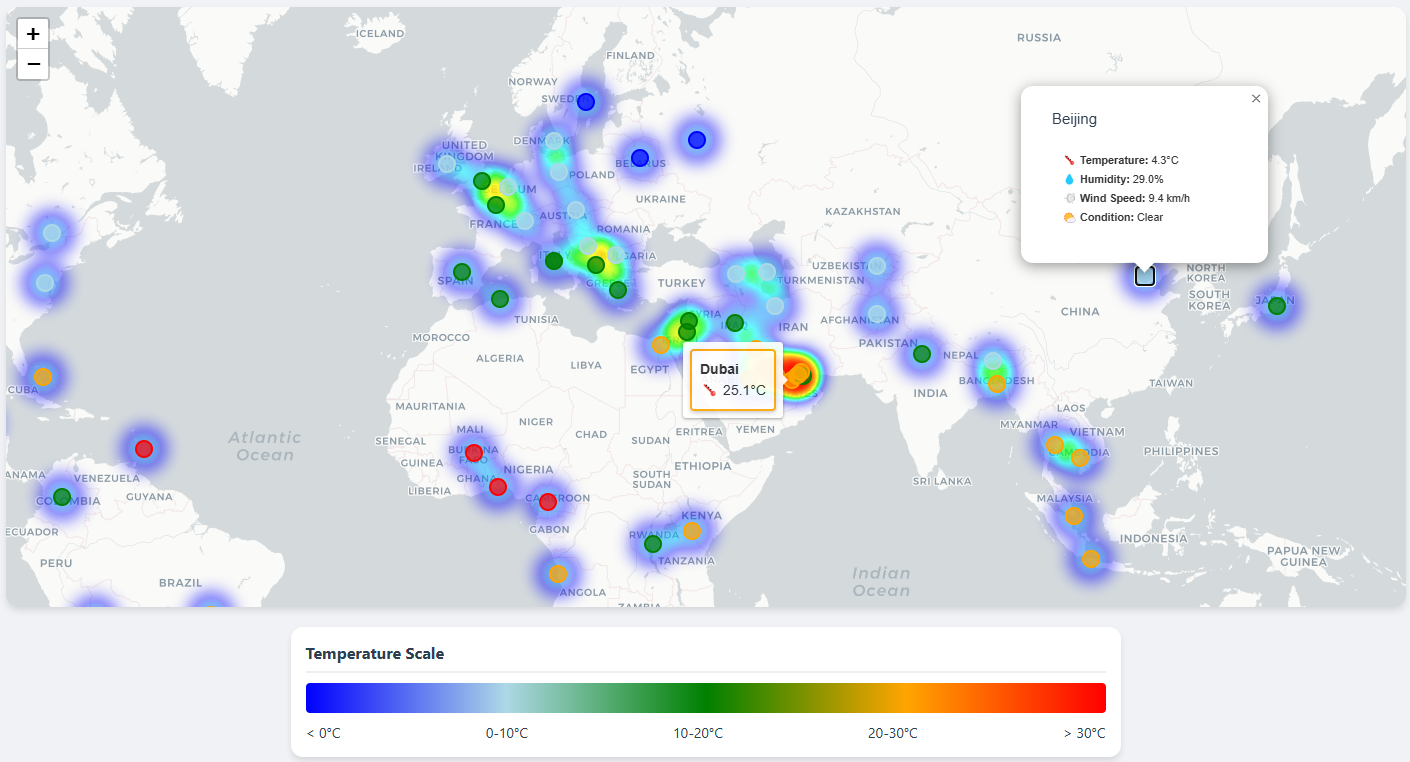 +
−
ICELAND
RUSSIA
FINLAND
NORWAY
SWEDEN
×
Beijing
UNITED
KINGDOM
DENMARK
Temperature: 4.3°C
IRELAND
BELARUS
Humidity: 29.0%
POLAND
Wind Speed: 9.4 km/h
UKRAINE
Condition: Clear
AUSTRIA
KAZAKHSTAN
FRANCE
ROMANIA
ITALY
BULGARIA
UZBEKISTAN
NORTH
KOREA
SPAIN
GREECE
TURKEY
TURKMENISTAN
SOUTH
KOREA
JAPAN
TUNISIA
SYRIA
IRAN
AFGHANISTAN
CHINA
MOROCCO
PAKISTAN
ALGERIA
LIBYA
EGYPT
NEPAL
Dubai
25.1°C
CUBA
BANGLADESH
TAIWAN
INDIA
MAURITANIA
LAOS
NIGER
MALI
CHAD
SUDAN
ERITREA
YEMEN
MYANMAR
VIETNAM
Atlantic
Ocean
SENEGAL
BURKINA
FASO
CAMBODIA
PHILIPPINES
GUINEA
NIGERIA
ETHIOPIA
ANAMA
VENEZUELA
GHANA
SOUTH
SUDAN
SRI LANKA
GUYANA
LIBERIA
CAMEROON
MALAYSIA
COLOMBIA
KENYA
ECUADOR
GABON
RWANDA
INDONESIA
PERU
TANZANIA
PAPUA NEW
GUINEA
Indian
Ocean
BRAZIL
ANGOLA
ZAMBIA
Temperature Scale
< 0°C 0-10°C 10-20°C 20-30°C > 30°C